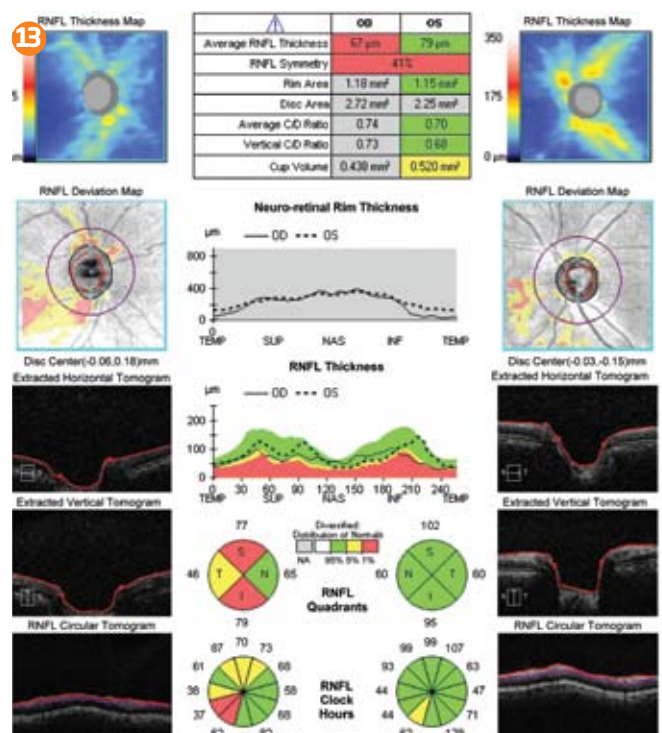 13
RNFL Thickness Map
OD OS
Average RNFL Thickness 67 µm 79 µm
RNFL Symmetry 41%
Rim Area 1.18 mm² 1.15 mm²
Disc Area 2.72 mm² 2.25 mm²
Average C/D Ratio 0.74 0.70
Vertical C/D Ratio 0.73 0.68
Cup Volume 0.438 mm³ 0.520 mm³
RNFL Thickness Map
350
175
0 µm
RNFL Deviation Map
Disc Center(-0.06,0.18)mm
Extracted Horizontal Tomogram
Extracted Vertical Tomogram
RNFL Circular Tomogram
Neuro-retinal Rim Thickness
µm
OD OS
800
400
0
0
TEMP SUP NAS INF TEMP
RNFL Thickness
µm
OD OS
200
100
0
0 30 60 90 120 150 180 210 240
TEMP SUP NAS INF TEMP
Diversified:
Distribution of Normals
NA 95% 5% 1%
77
46 S T N I 65
79
RNFL
Quadrants
102
60 S N T I 60
95
87 70 73
61 68
38 58
37 68
RNFL
Clock
Hours
99 99 107
93 63
44 47
44 71
RNFL Deviation Map
Disc Center(-0.03,-0.15)mm
Extracted Horizontal Tomogram
Extracted Vertical Tomogram
RNFL Circular Tomogram